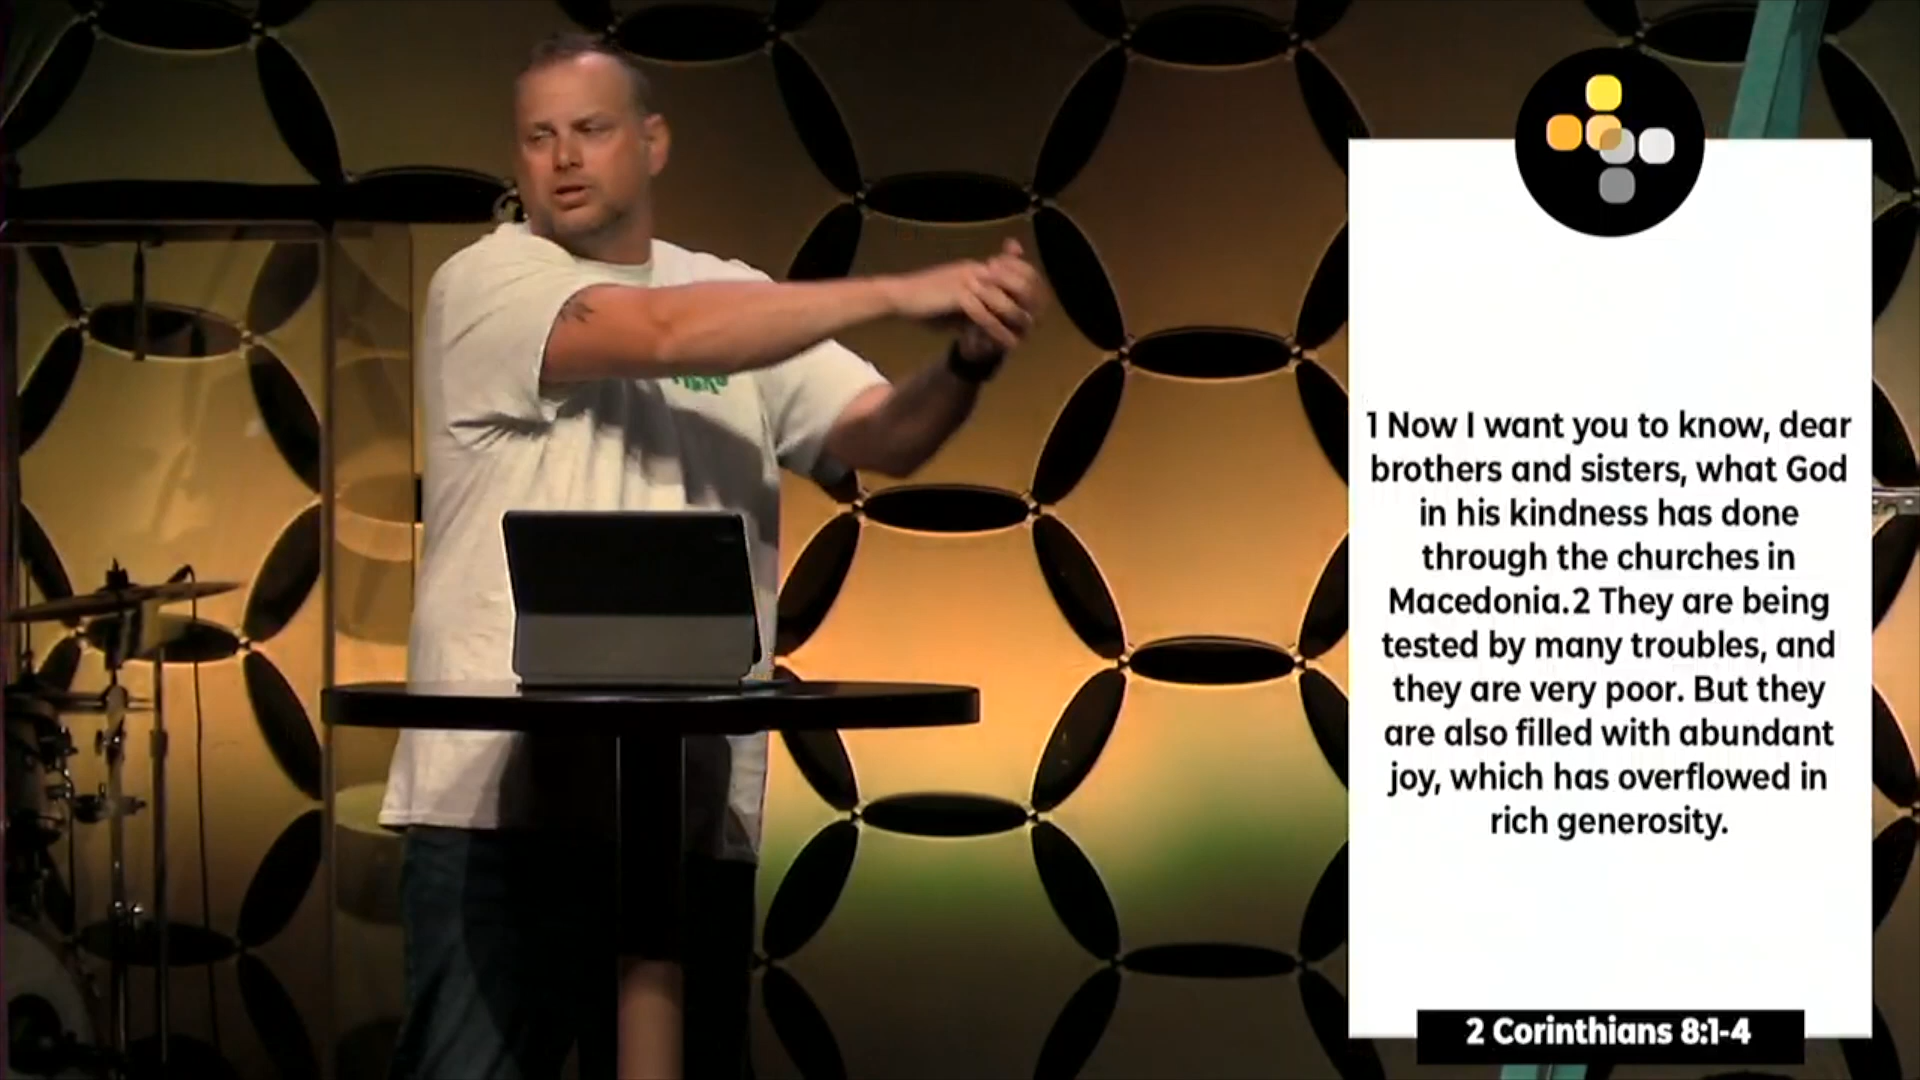 1 Now I want you to know, dear
brothers and sisters, what God
in his kindness has done
through the churches in
Macedonia.2 They are being
tested by many troubles, and
they are very poor. But they
are also filled with abundant
joy, which has overflowed in
rich generosity.
2 Corinthians 8:1-4